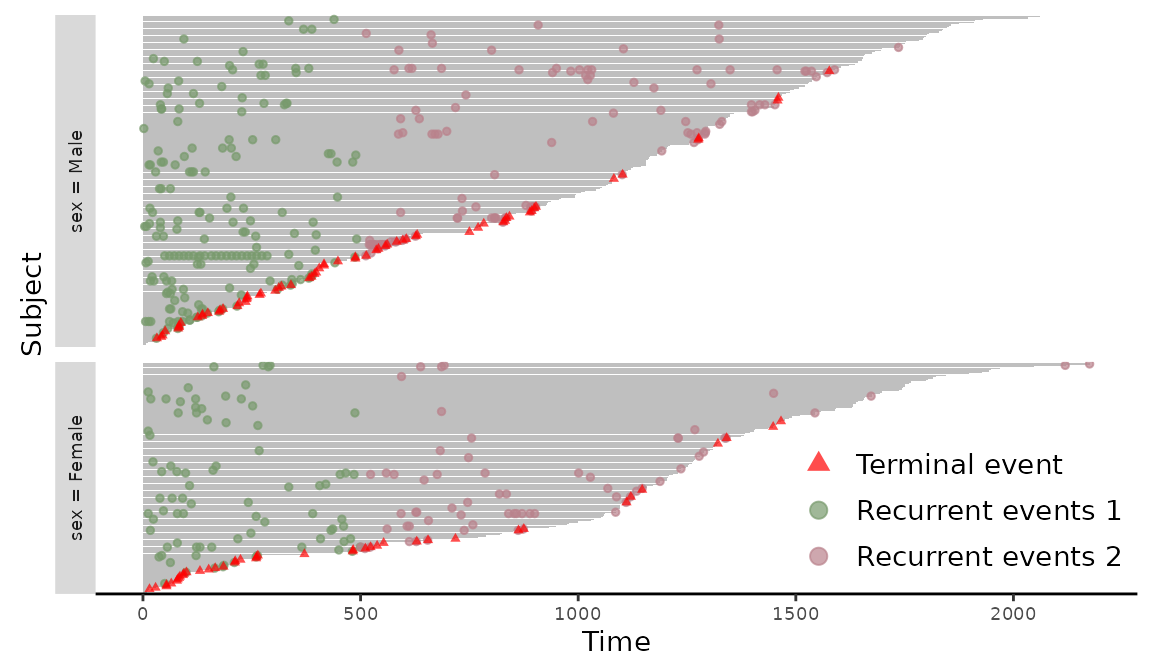 Subject
sex = Male
sex = Female
Terminal event
Recurrent events 1
Recurrent events 2
0 500 1000 1500 2000
Time